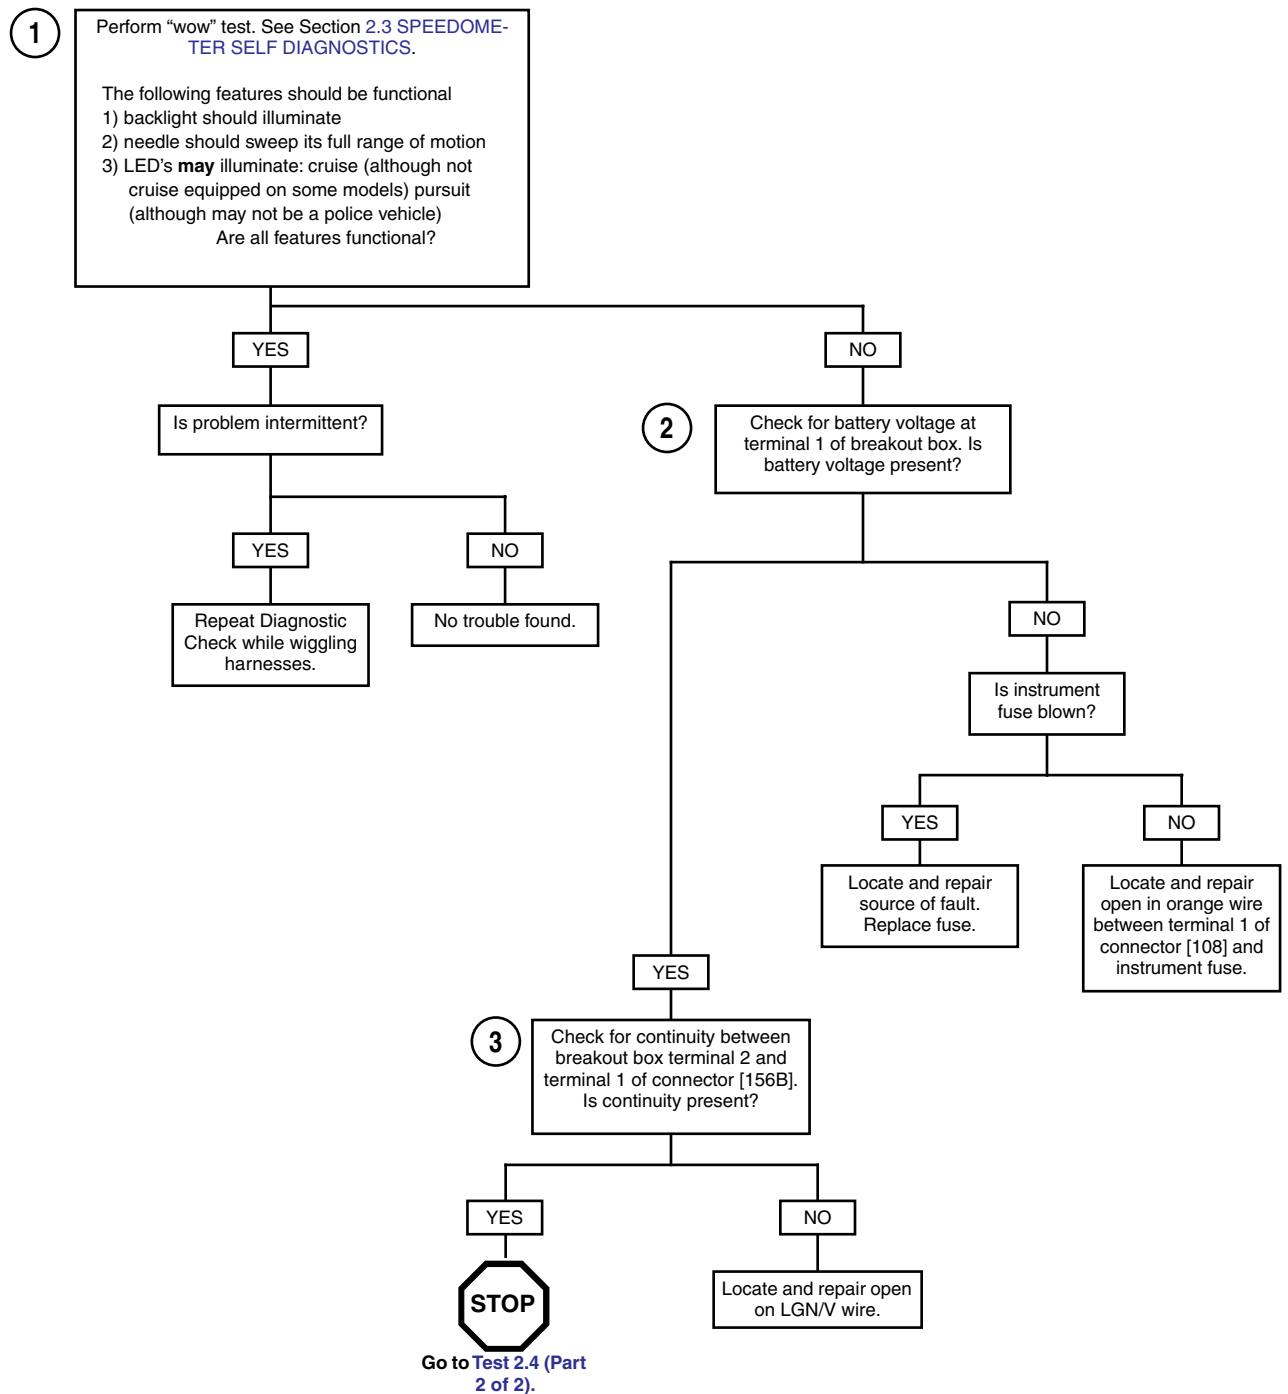 1
Perform “wow” test. See Section 2.3 SPEEDOME-
TER SELF DIAGNOSTICS.
The following features should be functional
1) backlight should illuminate
2) needle should sweep its full range of motion
3) LED’s may illuminate: cruise (although not
cruise equipped on some models) pursuit
(although may not be a police vehicle)
Are all features functional?
YES
NO
Is problem intermittent?
2
Check for battery voltage at
terminal 1 of breakout box. Is
battery voltage present?
YES
NO
Repeat Diagnostic
Check while wiggling
harnesses.
No trouble found.
NO
Is instrument
fuse blown?
YES
NO
Locate and repair
source of fault.
Replace fuse.
Locate and repair
open in orange wire
between terminal 1 of
connector [108] and
instrument fuse.
YES
3
Check for continuity between
breakout box terminal 2 and
terminal 1 of connector [156B].
Is continuity present?
YES
NO
STOP
Go to Test 2.4 (Part
2 of 2).
Locate and repair open
on LGN/V wire.